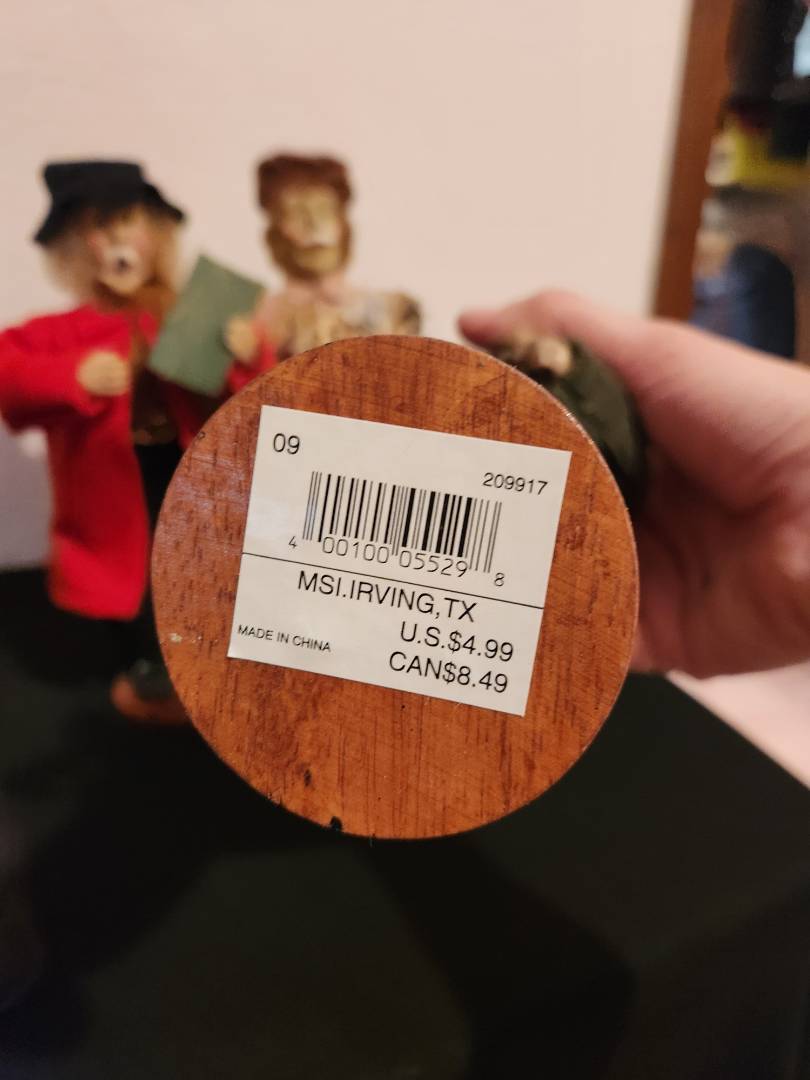 09
209917
4 00100 05529 8
MSI.IRVING,TX
U.S.$4.99
MADE IN CHINA
CAN$8.49